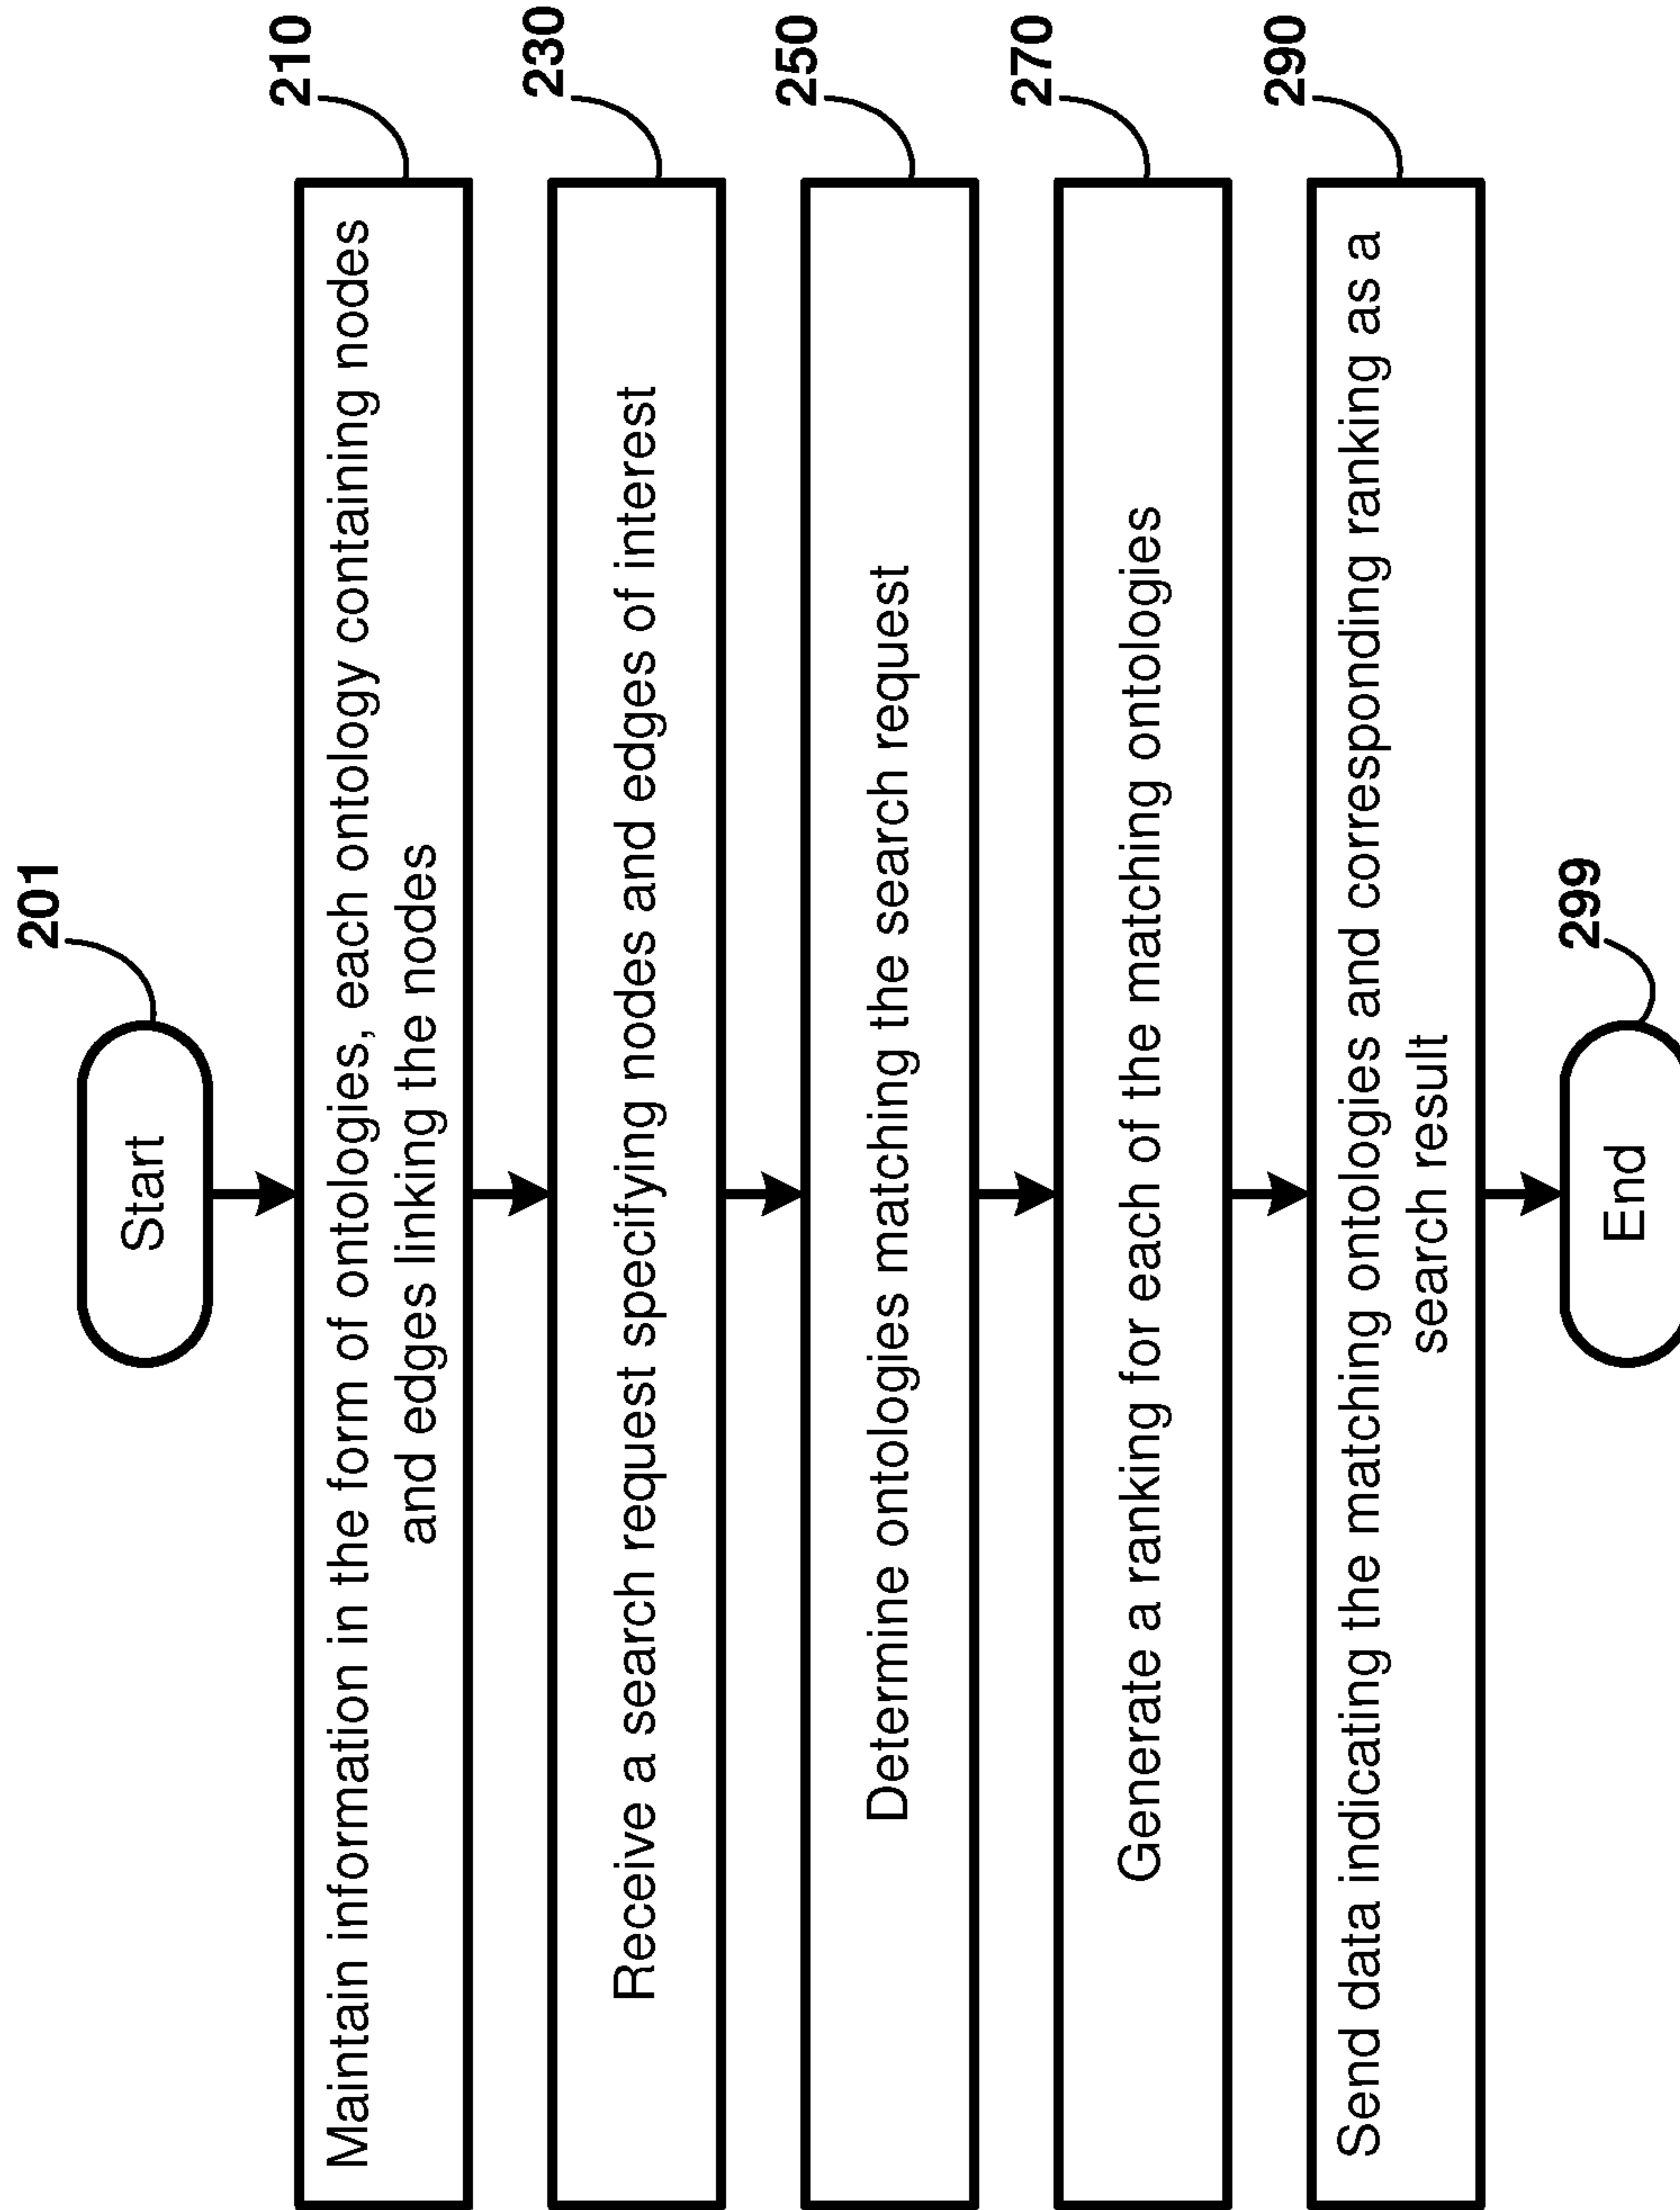 201
Start
210
Maintain information in the form of ontologies, each ontology containing nodes
and edges linking the nodes
230
Receive a search request specifying nodes and edges of interest
250
Determine ontologies matching the search request
270
Generate a ranking for each of the matching ontologies
290
Send data indicating the matching ontologies and corresponding ranking as a
search result
299
End